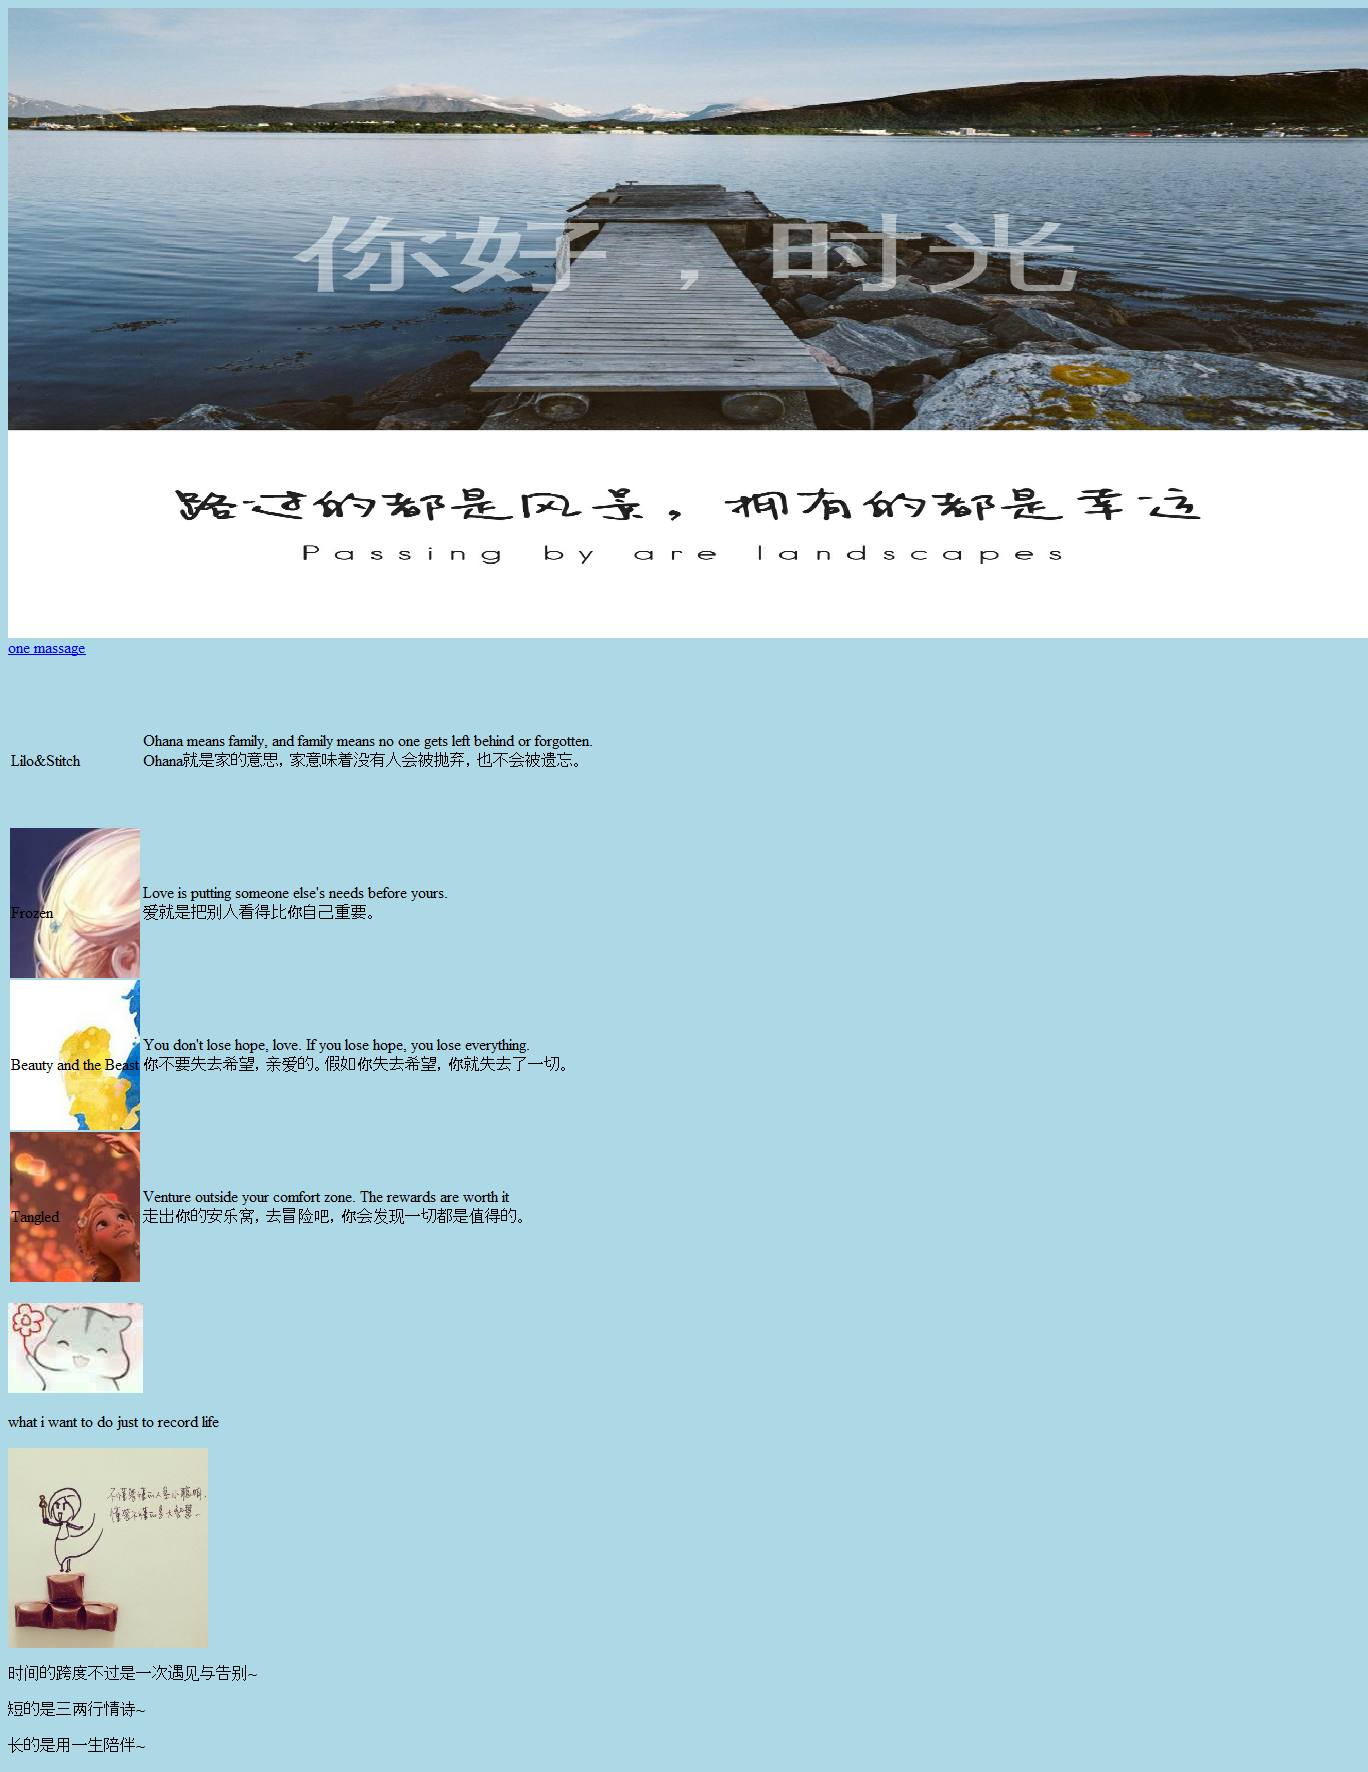 你好，时光
路过的都是风景，拥有的都是幸运
Passing by are landscapes
one massage
Lilo&Stitch
Ohana means family, and family means no one gets left behind or forgotten.
Ohana就是家的意思，家意味着没有人会被抛弃，也不会被遗忘。
Frozen
Love is putting someone else's needs before yours.
爱就是把别人看得比你自己重要。
Beauty and the Beast
You don't lose hope, love. If you lose hope, you lose everything.
你不要失去希望，亲爱的。假如你失去希望，你就失去了一切。
Tangled
Venture outside your comfort zone. The rewards are worth it
走出你的安乐窝，去冒险吧，你会发现一切都是值得的。
what i want to do just to record life
不懂装懂的人是小聪明.
懂装不懂的是大智慧~
时间的跨度不过是一次遇见与告别~
短的是三两行情诗~
长的是用一生陪伴~